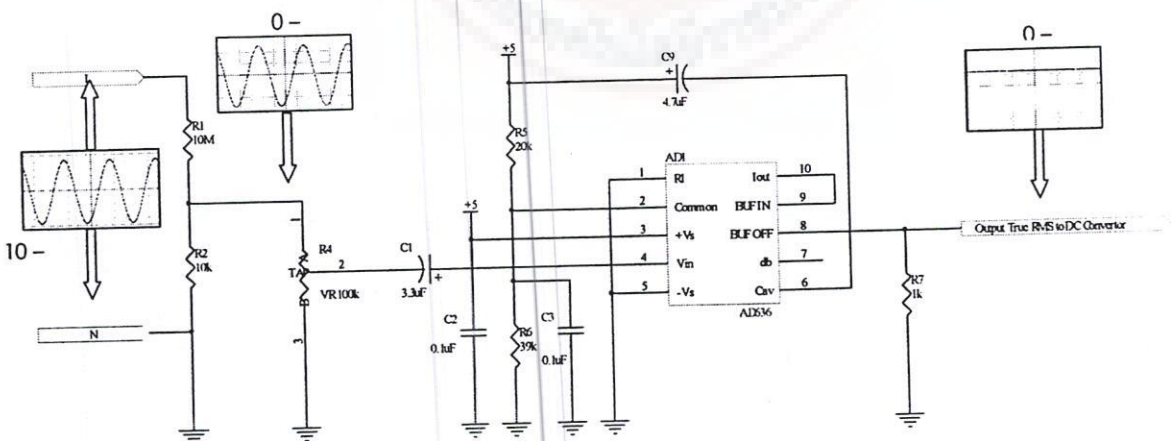 0 –
0 –
+5
C9
+
4.7uF
L
R1
10M
R5
20k
AD1
1
RI
Iout
10
2
Common
BUF IN
9
+5
3
+Vs
BUF OFF
8
Output True RMS to DC Convertor
4
Vin
db
7
5
-Vs
Cav
6
AD636
10 –
R2
10k
1
R4
TAP
2
VR100k
3
C1
+
3.3uF
C2
0.1uF
R6
39k
C3
0.1uF
R7
1k
N